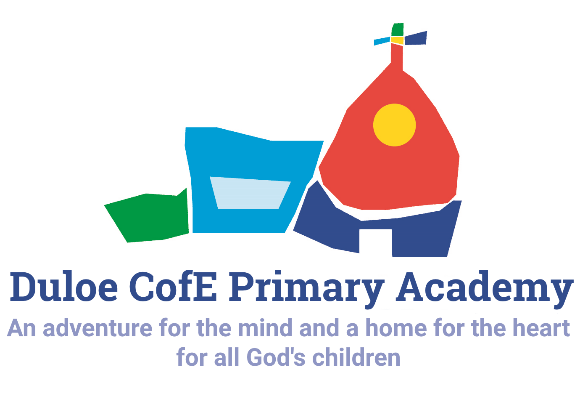 Duloe CofE Primary Academy
An adventure for the mind and a home for the heart
for all God's children